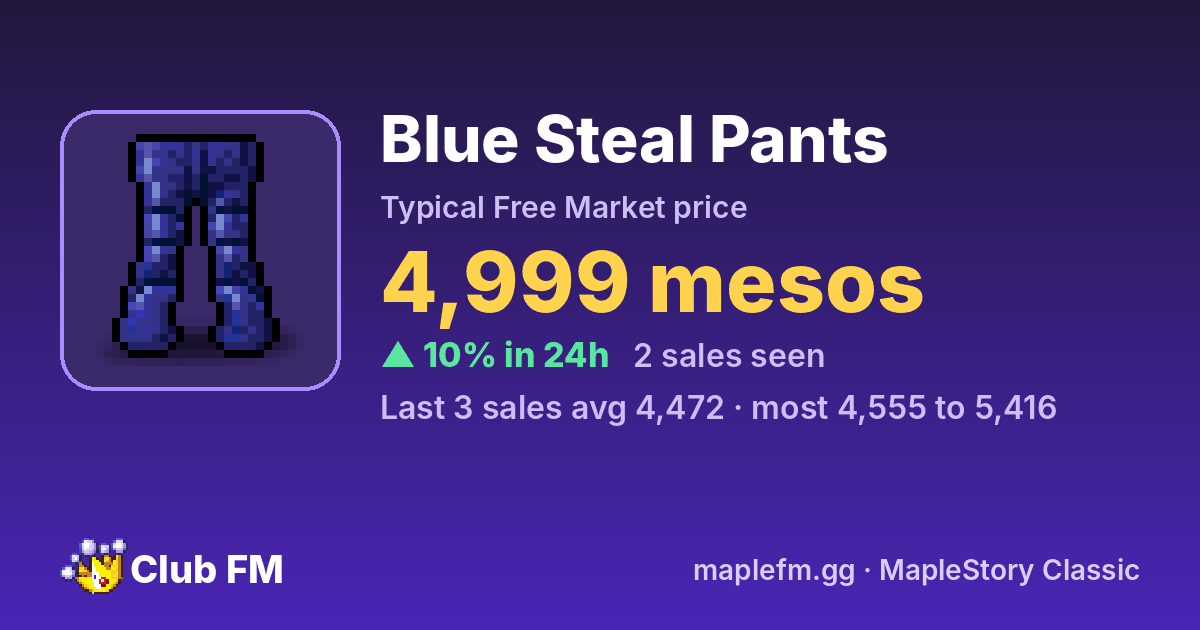 Blue Steal Pants
Typical Free Market price
4,999 mesos
▲ 10% in 24h 2 sales seen
Last 3 sales avg 4,472 · most 4,555 to 5,416
Club FM
maplefm.gg · MapleStory Classic